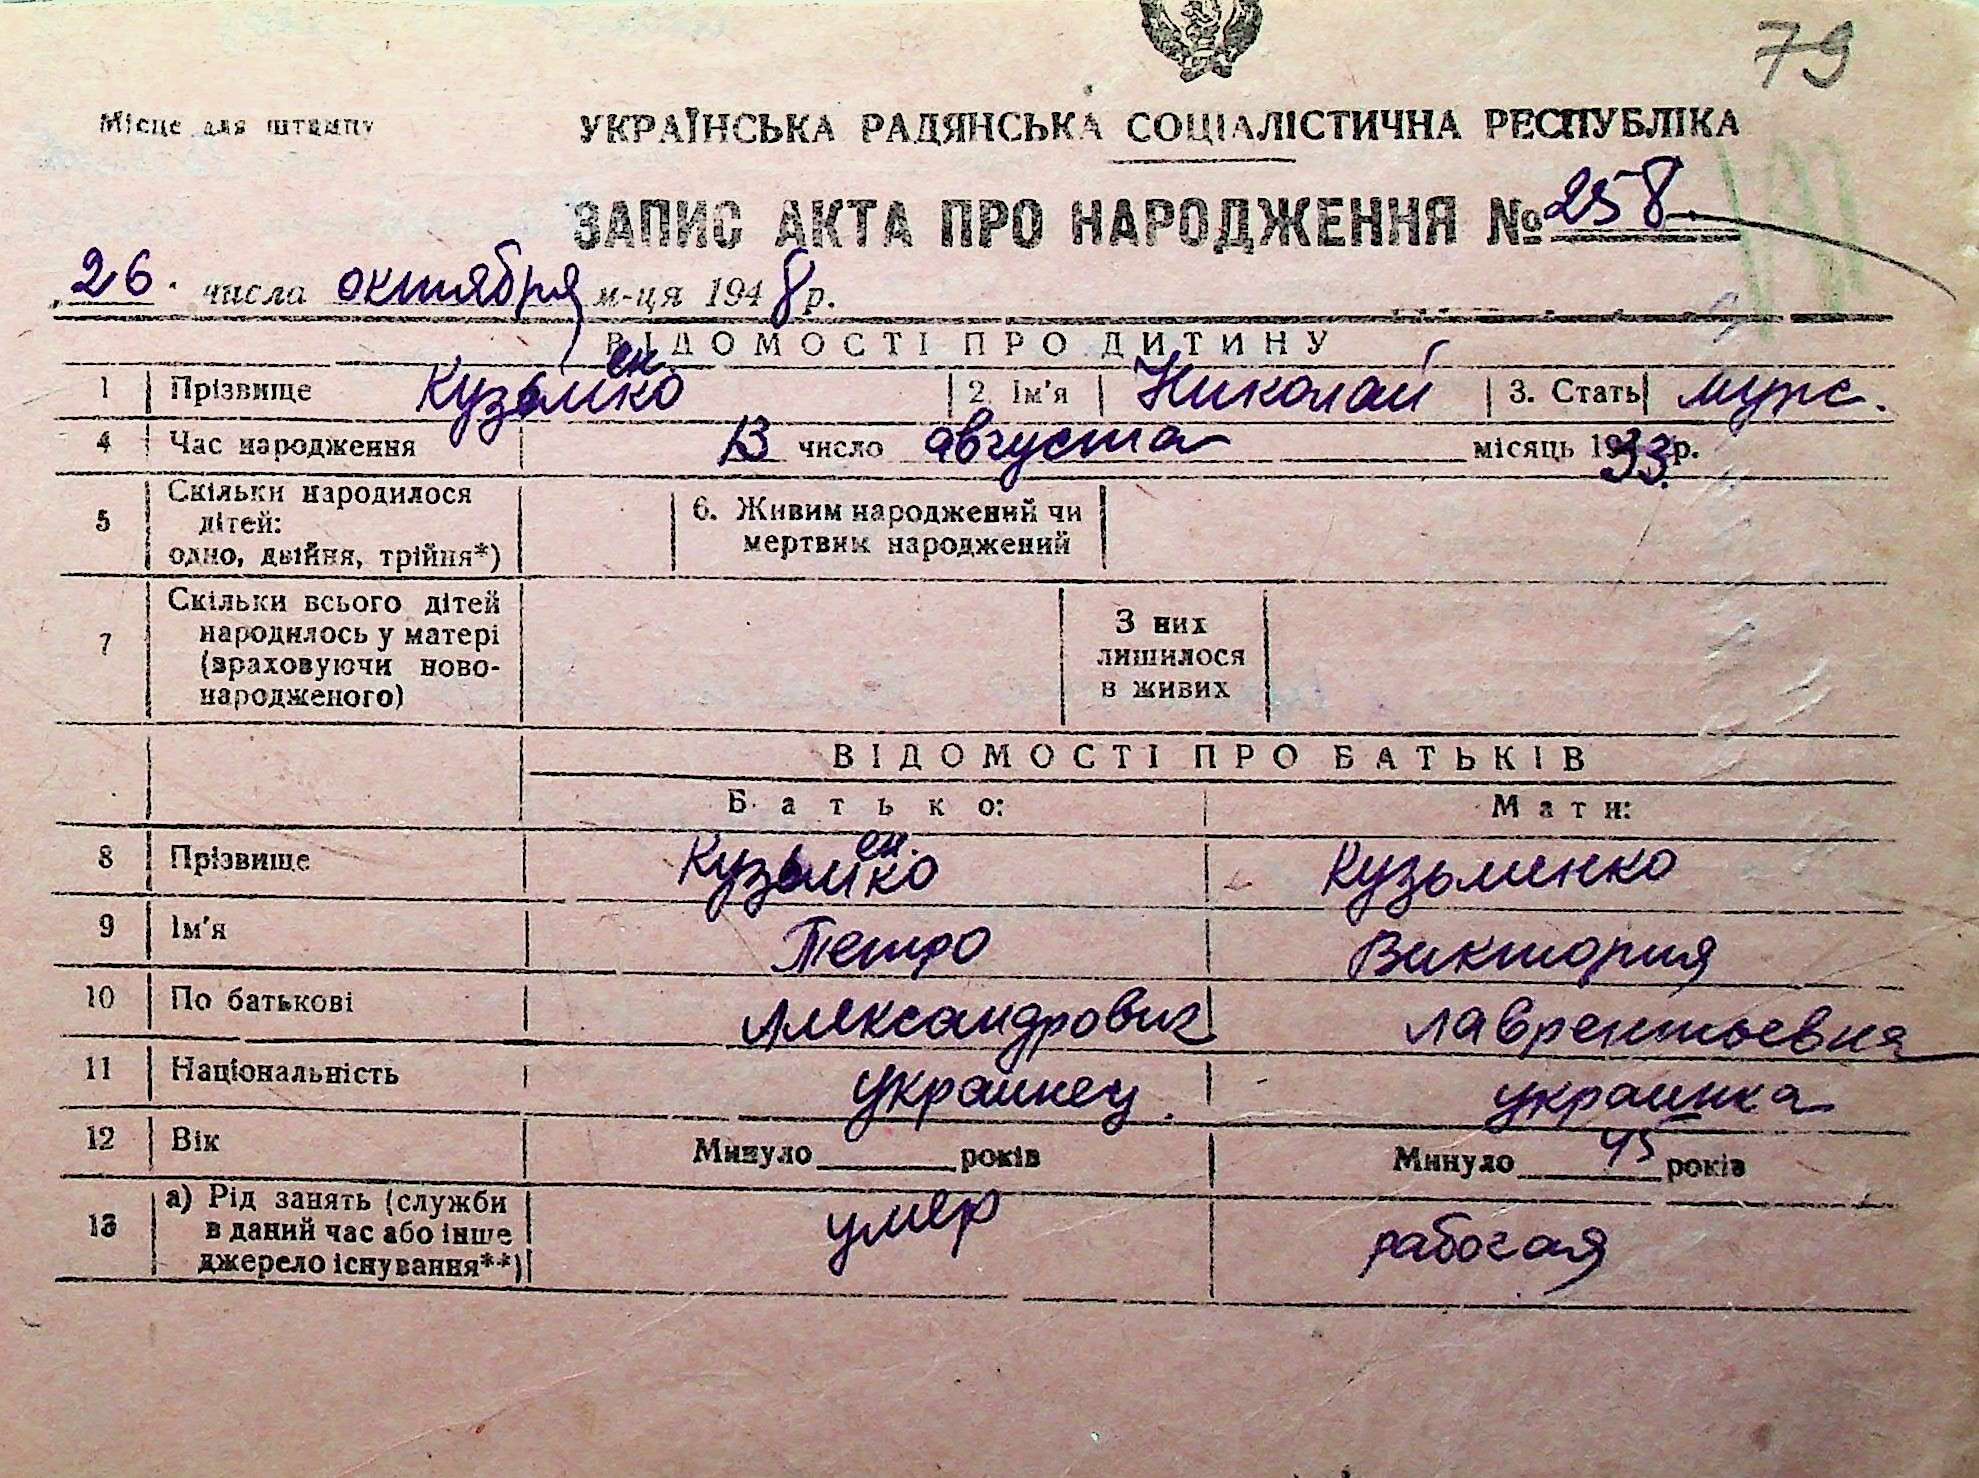 79
Місце для штампу
УКРАЇНСЬКА РАДЯНСЬКА СОЦІАЛІСТИЧНА РЕСПУБЛІКА
ЗАПИС АКТА ПРО НАРОДЖЕННЯ № 258
26 числа октября м-ця 1948 р.
ВІДОМОСТІ ПРО ДИТИНУ
1 Прізвище Кузьменко 2. Ім'я Николай 3. Стать муж.
4 Час народження 13 число августа місяць 1933 р.
5 Скільки народилося дітей: одно, двійня, трійня*) 6. Живим народжений чи мертвим народжений
7 Скільки всього дітей народилось у матері (враховуючи ново-народженого) З них лишилося в живих
ВІДОМОСТІ ПРО БАТЬКІВ
Батько: Мати:
8 Прізвище Кузьменко Кузьменко
9 Ім'я Петро Виктория
10 По батькові Александрович Лаврентьевна
11 Національність украинец украинка
12 Вік Минуло років Минуло 45 років
13 а) Рід занять (служби в даний час або інше джерело існування**) умер рабочая